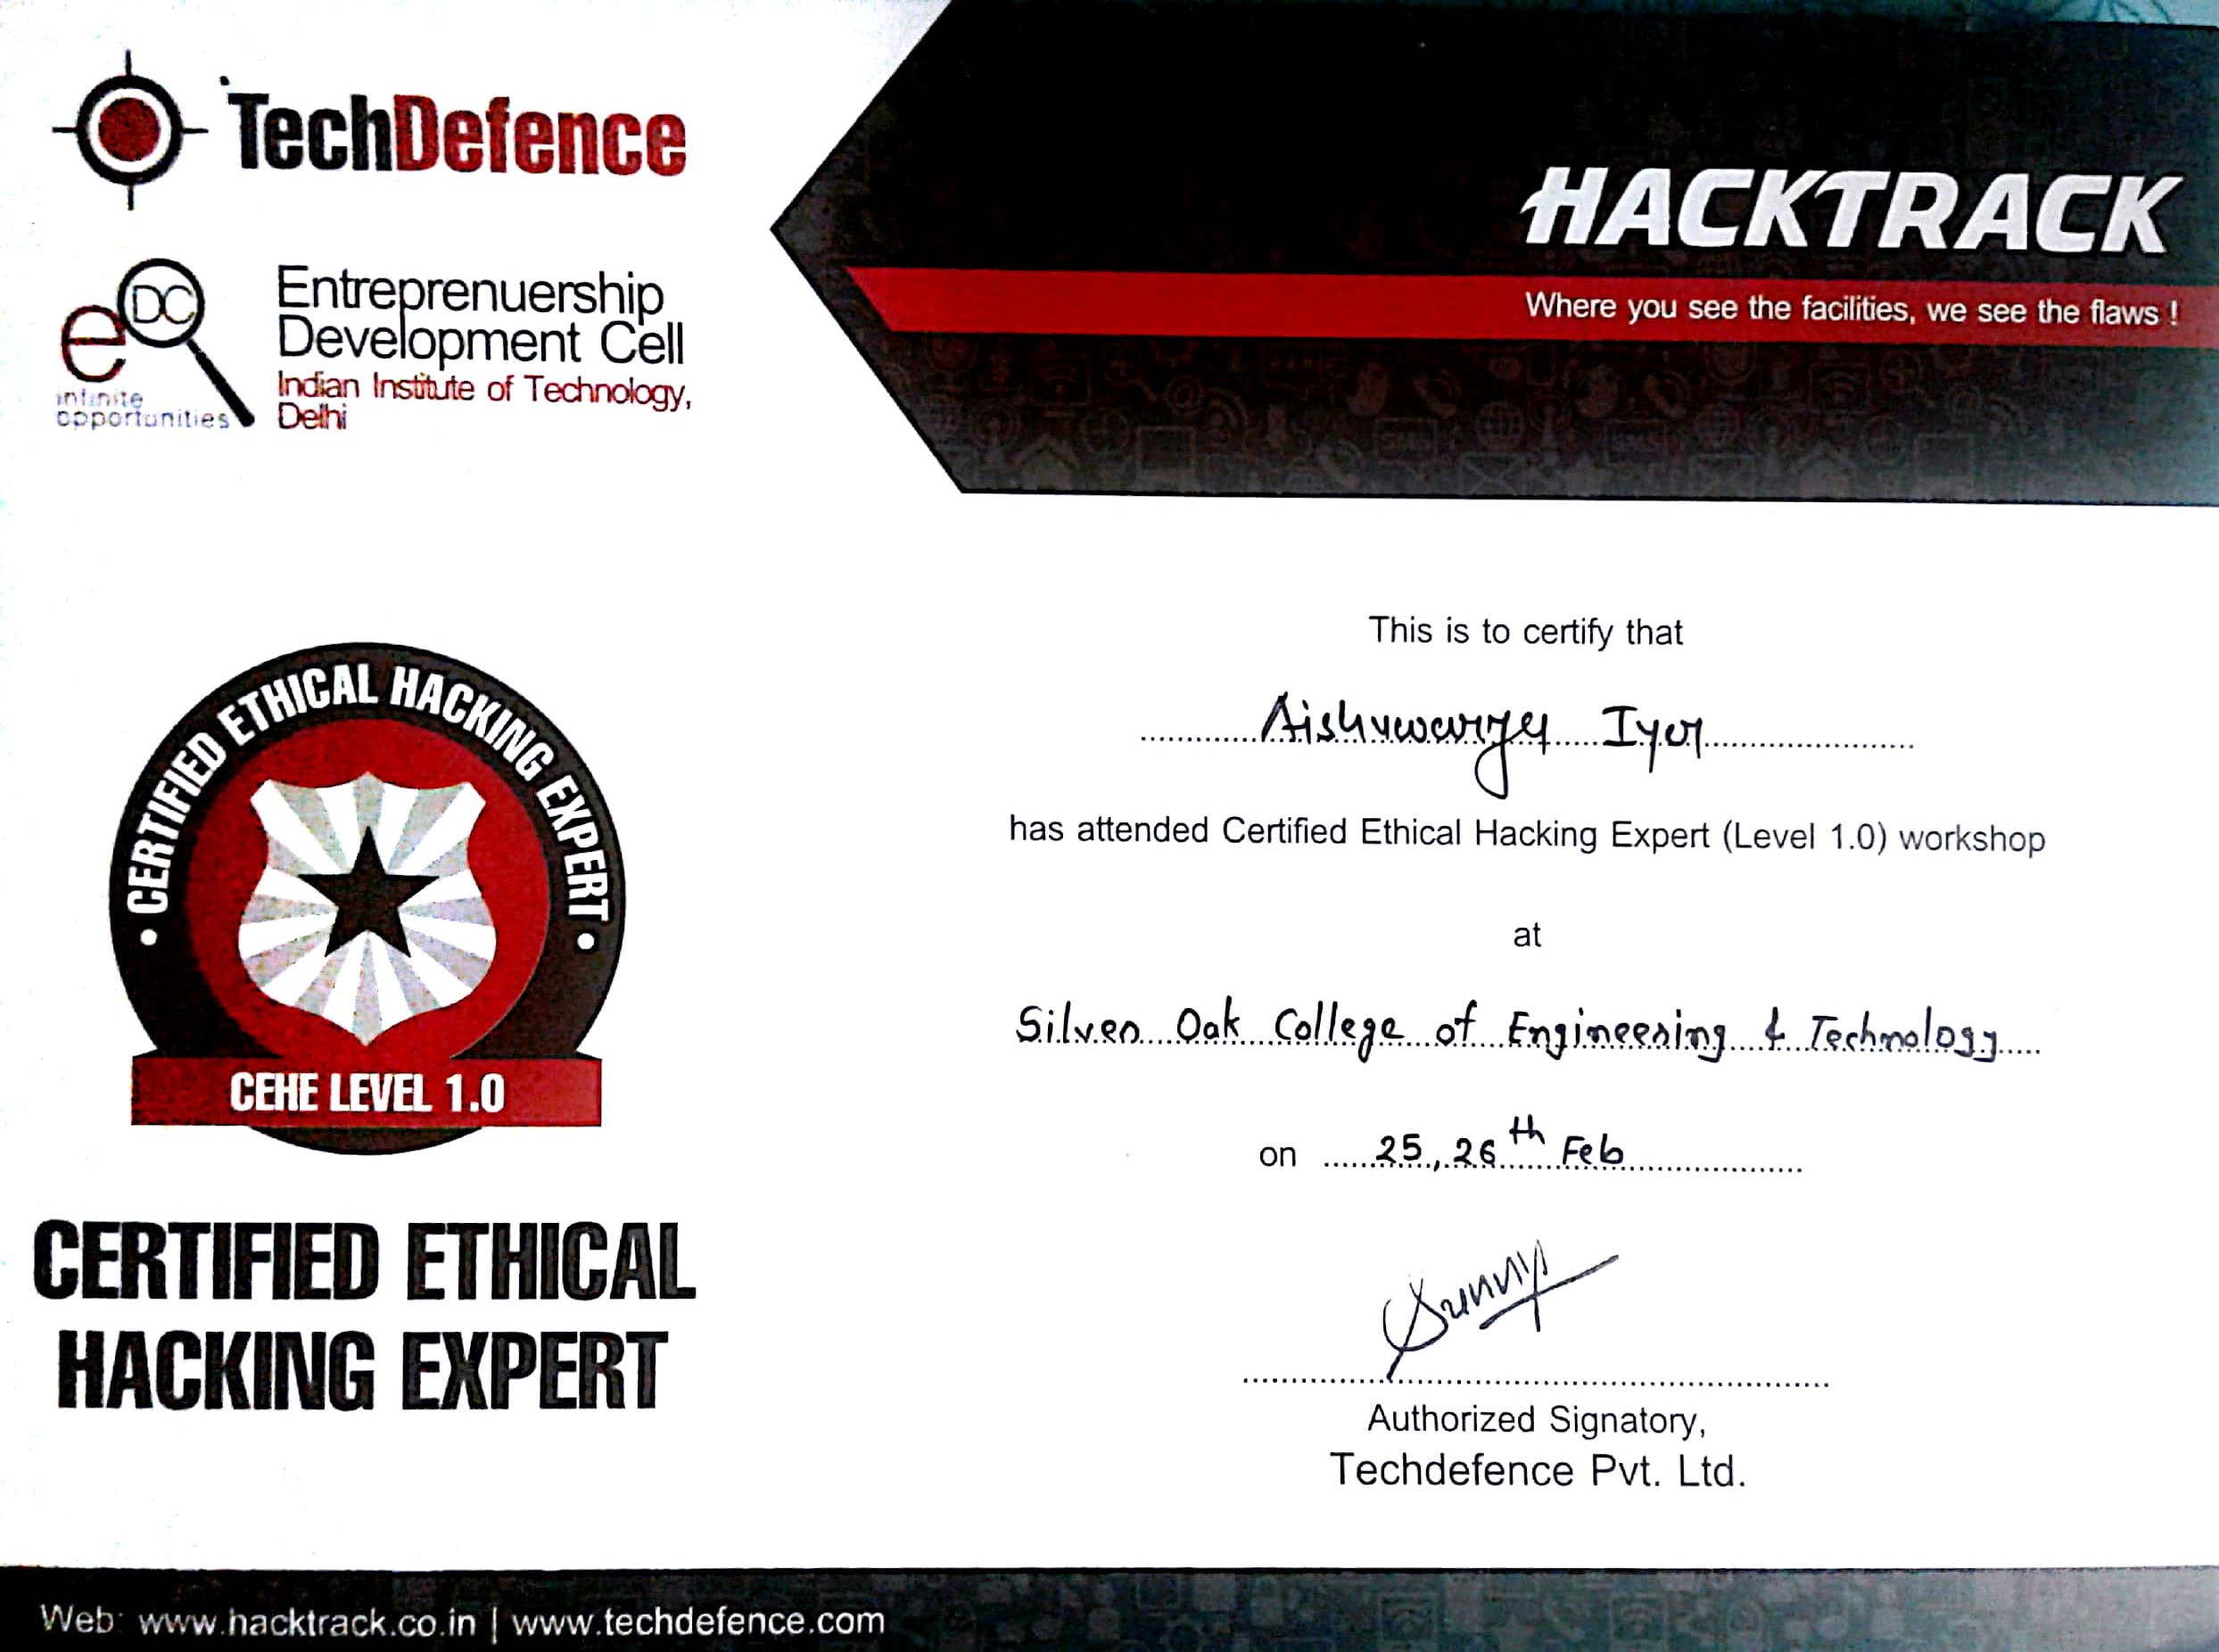 TechDefence
eDC
infinite
opportunities
Entreprenuership
Development Cell
Indian Institute of Technology,
Delhi
HACKTRACK
Where you see the facilities, we see the flaws !
• CERTIFIED ETHICAL HACKING EXPERT •
CEHE LEVEL 1.0
CERTIFIED ETHICAL
HACKING EXPERT
This is to certify that
Aishwarya Iyer
has attended Certified Ethical Hacking Expert (Level 1.0) workshop
at
Silver Oak College of Engineering & Technology
on 25, 26th Feb
Sunny
Authorized Signatory,
Techdefence Pvt. Ltd.
Web: www.hacktrack.co.in | www.techdefence.com